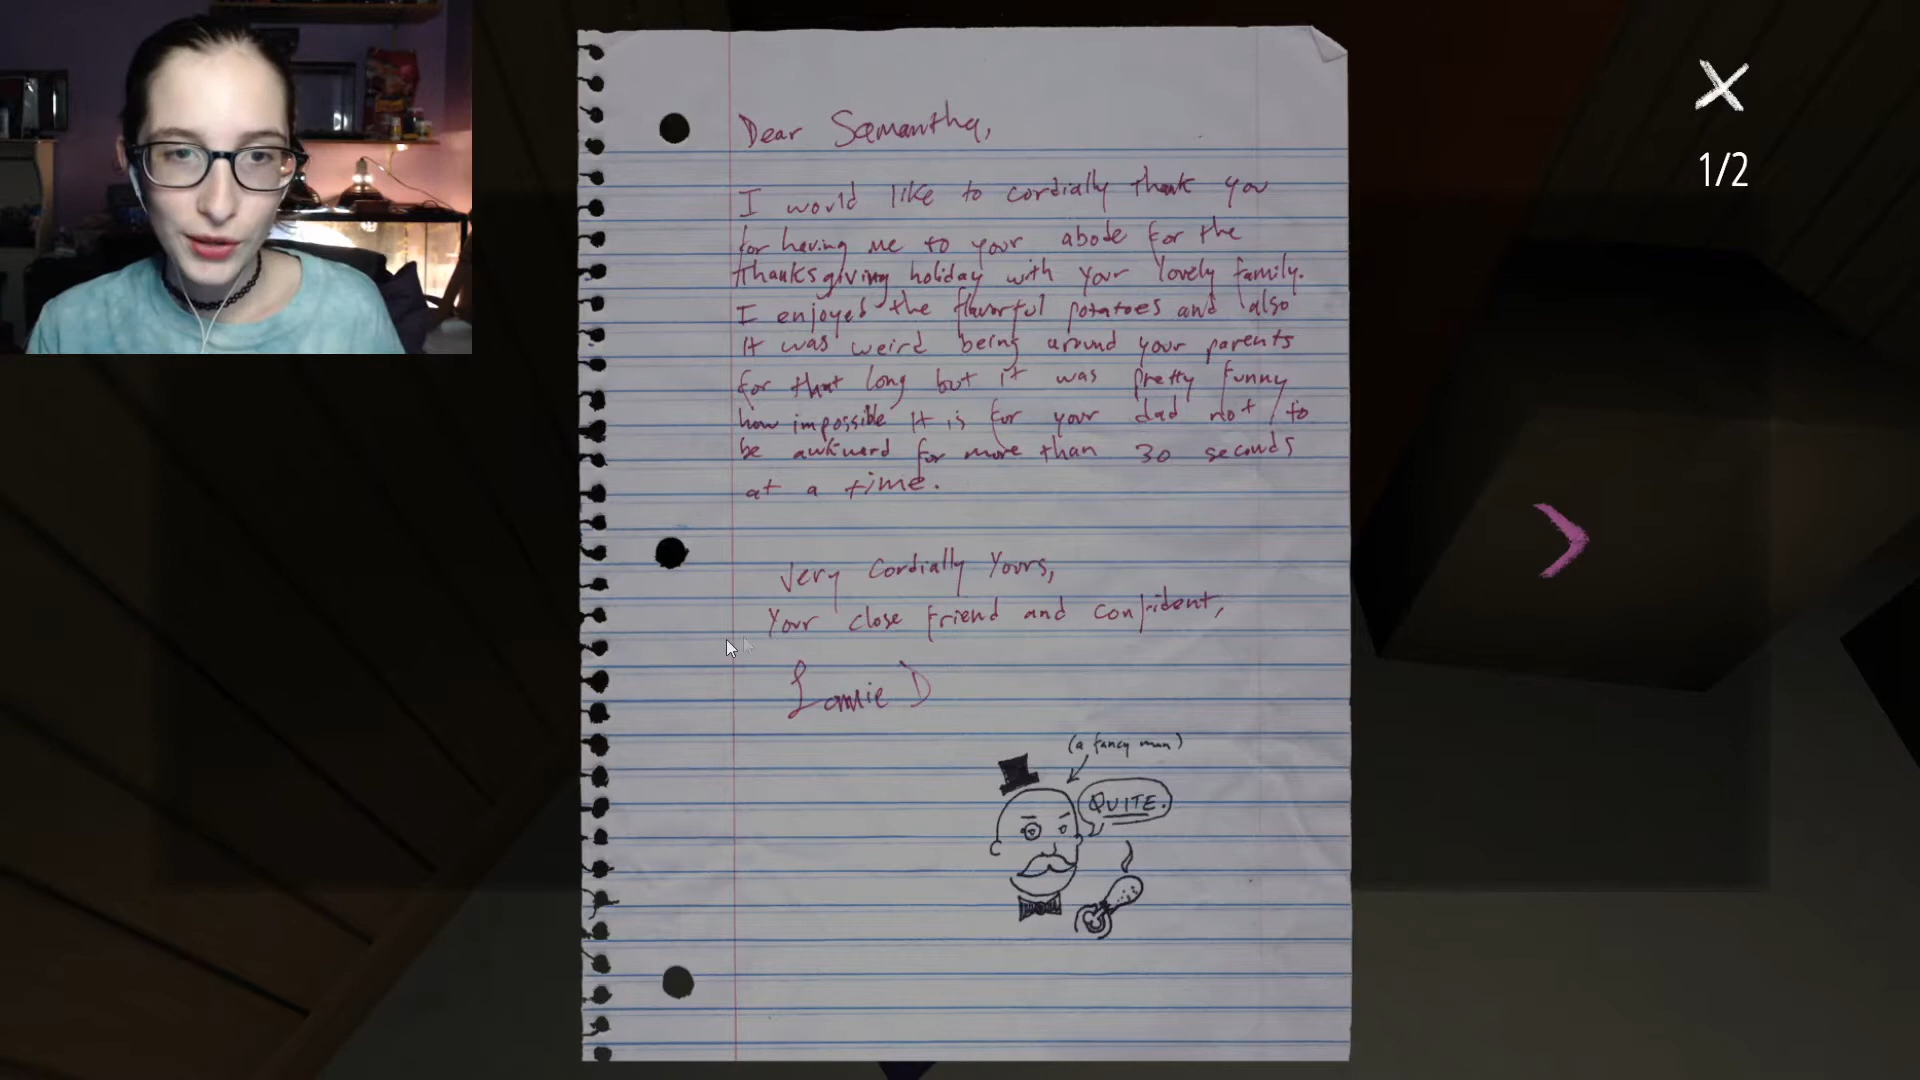 Dear Samantha,
I would like to cordially thank you
for having me to your abode for the
thanksgiving holiday with your lovely family.
I enjoyed the flavorful potatoes and also
it was weird being around your parents
for that long but it was pretty funny
how impossible it is for your dad not to
be awkward for more than 30 seconds
at a time.
Very Cordially Yours,
Your close friend and confident,
Lonnie D
(a fancy man)
QUITE.
1/2